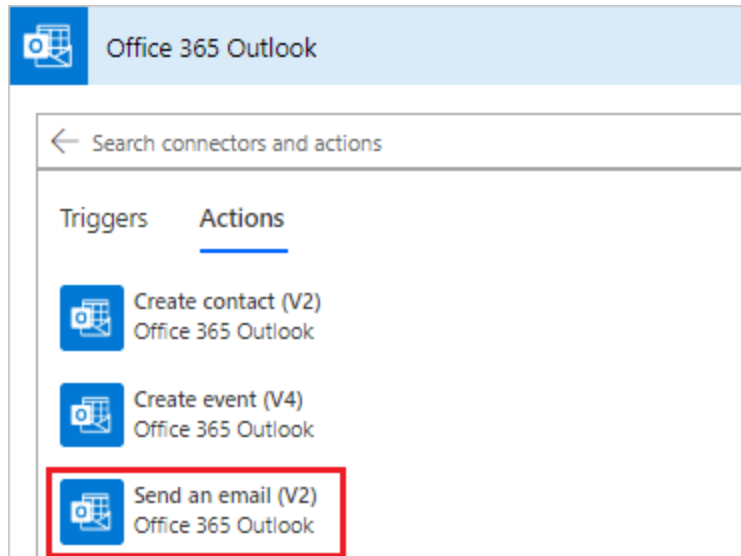 Office 365 Outlook
Search connectors and actions
Triggers Actions
Create contact (V2)
Office 365 Outlook
Create event (V4)
Office 365 Outlook
Send an email (V2)
Office 365 Outlook